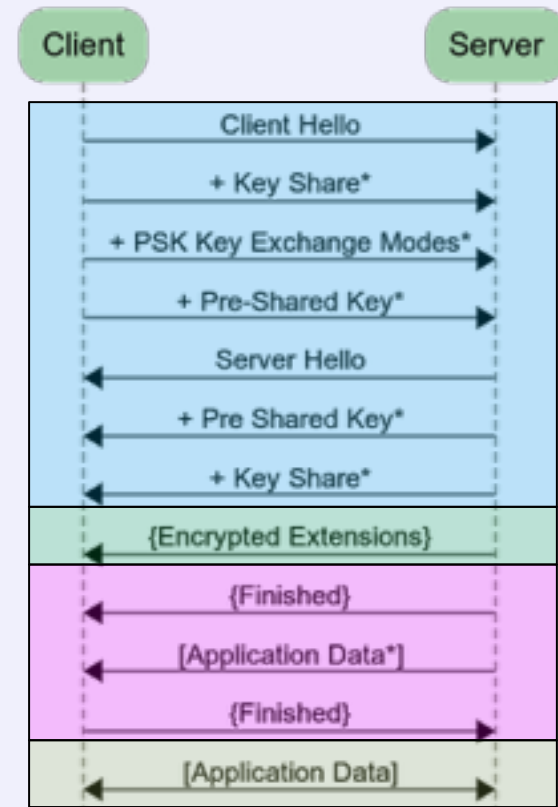 Client Server
Client Hello
+ Key Share*
+ PSK Key Exchange Modes*
+ Pre-Shared Key*
Server Hello
+ Pre Shared Key*
+ Key Share*
{Encrypted Extensions}
{Finished}
[Application Data*]
{Finished}
[Application Data]